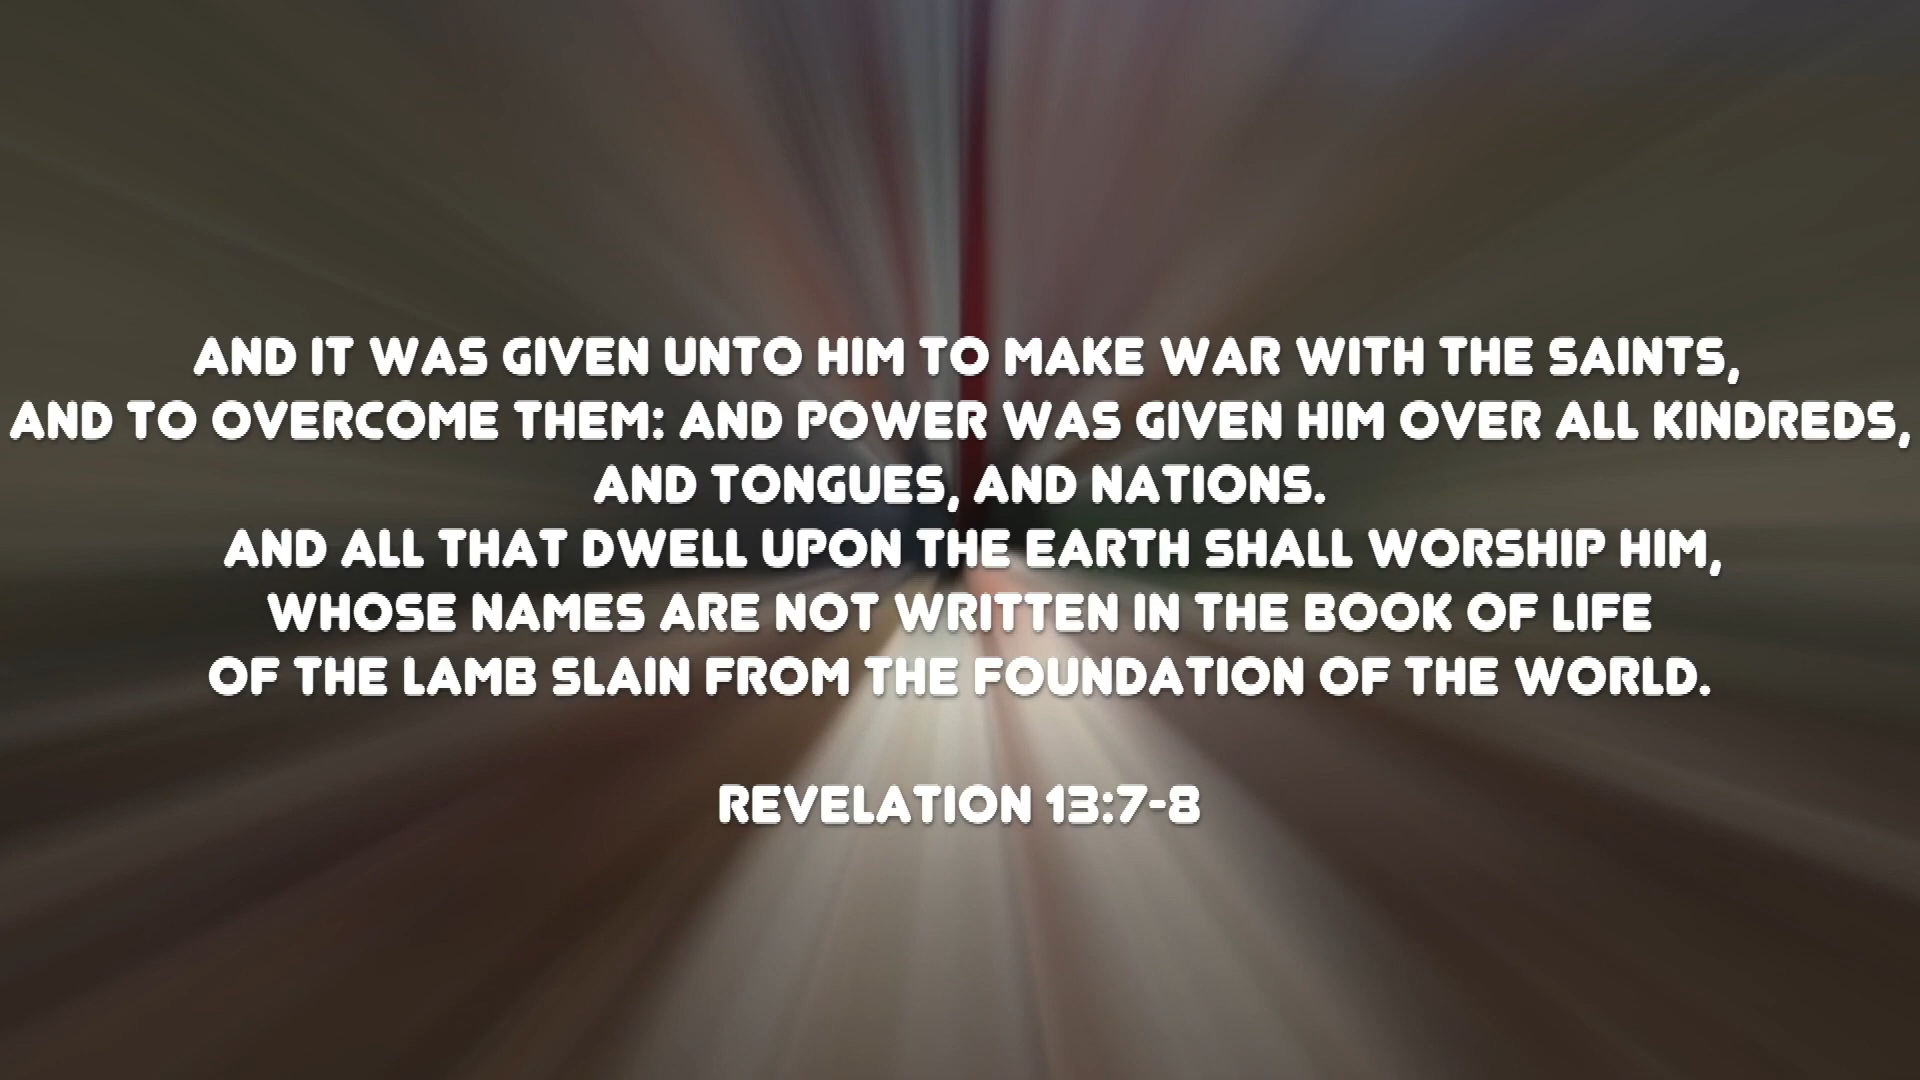 AND IT WAS GIVEN UNTO HIM TO MAKE WAR WITH THE SAINTS,
AND TO OVERCOME THEM: AND POWER WAS GIVEN HIM OVER ALL KINDREDS,
AND TONGUES, AND NATIONS.
AND ALL THAT DWELL UPON THE EARTH SHALL WORSHIP HIM,
WHOSE NAMES ARE NOT WRITTEN IN THE BOOK OF LIFE
OF THE LAMB SLAIN FROM THE FOUNDATION OF THE WORLD.
REVELATION 13:7-8